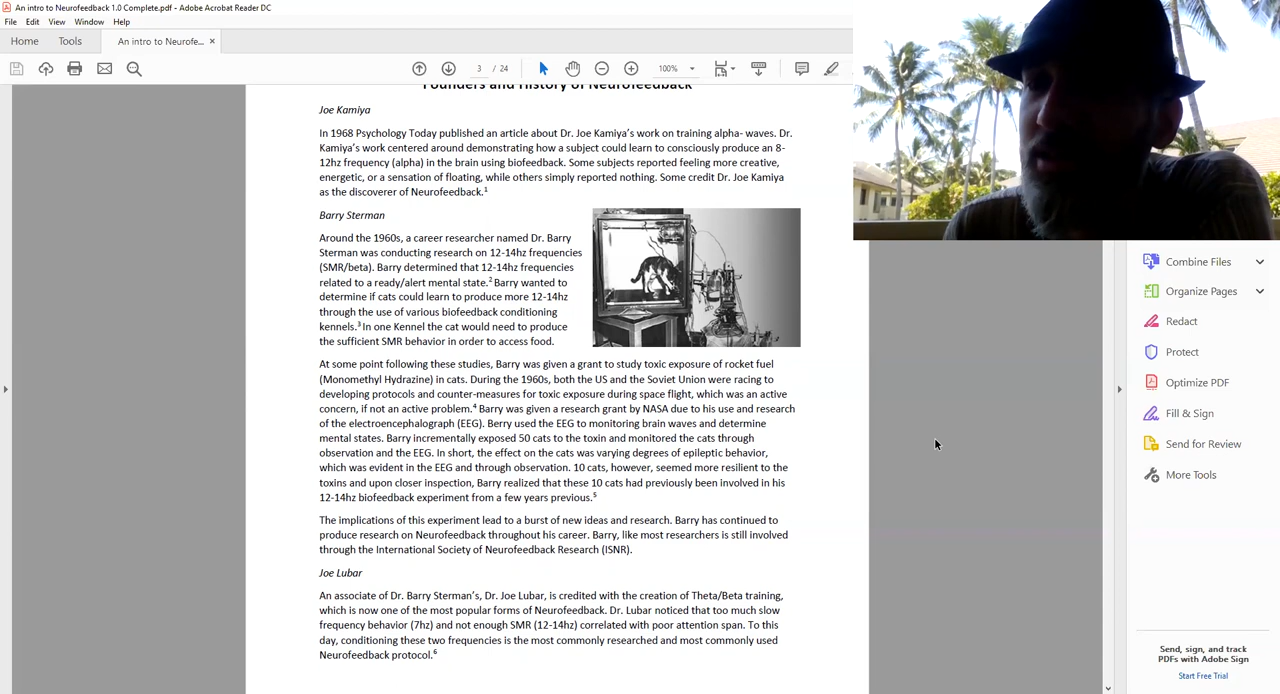 An intro to Neurofeedback 1.0 Complete.pdf - Adobe Acrobat Reader DC
File Edit View Window Help
Home Tools An intro to Neurofe... ×
3 / 24 100%
Founders and History of Neurofeedback
Joe Kamiya
In 1968 Psychology Today published an article about Dr. Joe Kamiya's work on training alpha- waves. Dr.
Kamiya's work centered around demonstrating how a subject could learn to consciously produce an 8-
12hz frequency (alpha) in the brain using biofeedback. Some subjects reported feeling more creative,
energetic, or a sensation of floating, while others simply reported nothing. Some credit Dr. Joe Kamiya
as the discoverer of Neurofeedback.1
Barry Sterman
Around the 1960s, a career researcher named Dr. Barry
Sterman was conducting research on 12-14hz frequencies
(SMR/beta). Barry determined that 12-14hz frequencies
related to a ready/alert mental state.2 Barry wanted to
determine if cats could learn to produce more 12-14hz
through the use of various biofeedback conditioning
kennels.3 In one Kennel the cat would need to produce
the sufficient SMR behavior in order to access food.
At some point following these studies, Barry was given a grant to study toxic exposure of rocket fuel
(Monomethyl Hydrazine) in cats. During the 1960s, both the US and the Soviet Union were racing to
developing protocols and counter-measures for toxic exposure during space flight, which was an active
concern, if not an active problem.4 Barry was given a research grant by NASA due to his use and research
of the electroencephalograph (EEG). Berry used the EEG to monitoring brain waves and determine
mental states. Barry incrementally exposed 50 cats to the toxin and monitored the cats through
observation and the EEG. In short, the effect on the cats was varying degrees of epileptic behavior,
which was evident in the EEG and through observation. 10 cats, however, seemed more resilient to the
toxins and upon closer inspection, Barry realized that these 10 cats had previously been involved in his
12-14hz biofeedback experiment from a few years previous.5
The implications of this experiment lead to a burst of new ideas and research. Barry has continued to
produce research on Neurofeedback throughout his career. Barry, like most researchers is still involved
through the International Society of Neurofeedback Research (ISNR).
Joe Lubar
An associate of Dr. Barry Sterman's, Dr. Joe Lubar, is credited with the creation of Theta/Beta training,
which is now one of the most popular forms of Neurofeedback. Dr. Lubar noticed that too much slow
frequency behavior (7hz) and not enough SMR (12-14hz) correlated with poor attention span. To this
day, conditioning these two frequencies is the most commonly researched and most commonly used
Neurofeedback protocol.6
Combine Files
Organize Pages
Redact
Protect
Optimize PDF
Fill & Sign
Send for Review
More Tools
Send, sign, and track
PDFs with Adobe Sign
Start Free Trial